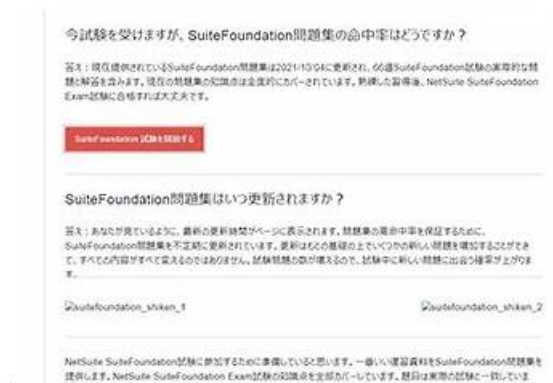 今試験を受けますが、SuiteFoundation問題集の命中率はどうですか？
答え：現在提供されているSuiteFoundation問題集は2021/10/04に更新され、66道SuiteFoundation試験の実際的な問
題と解答を含みます。現在の問題集の知識点は全面的にカバーされています。熟練した習得後、NetSuite SuiteFoundation
Exam試験に合格すれば大丈夫です。
SuiteFoundation 試験を開始する
SuiteFoundation問題集はいつ更新されますか？
答え：あなたが見ているように、最新の更新時間がページに表示されます。問題集の高命中率を保証するために、
SuiteFoundation問題集を不定期に更新されています。更新はもとの基礎の上でいくつかの新しい問題を増加することができ
て、すべての内容がすべて変えるのではありません。試験問題の数が増えるので、試験中に新しい問題に出会う確率が上がりま
す。
suitefoundation_shiken_1
suitefoundation_shiken_2
NetSuite SuiteFoundation試験に参加するために準備していると思います。一番いい復習資料をSuiteFoundation問題集を
提供します。NetSuite SuiteFoundation Exam試験の知識点を全部カバーしています。題目は実際の試験と一致していま